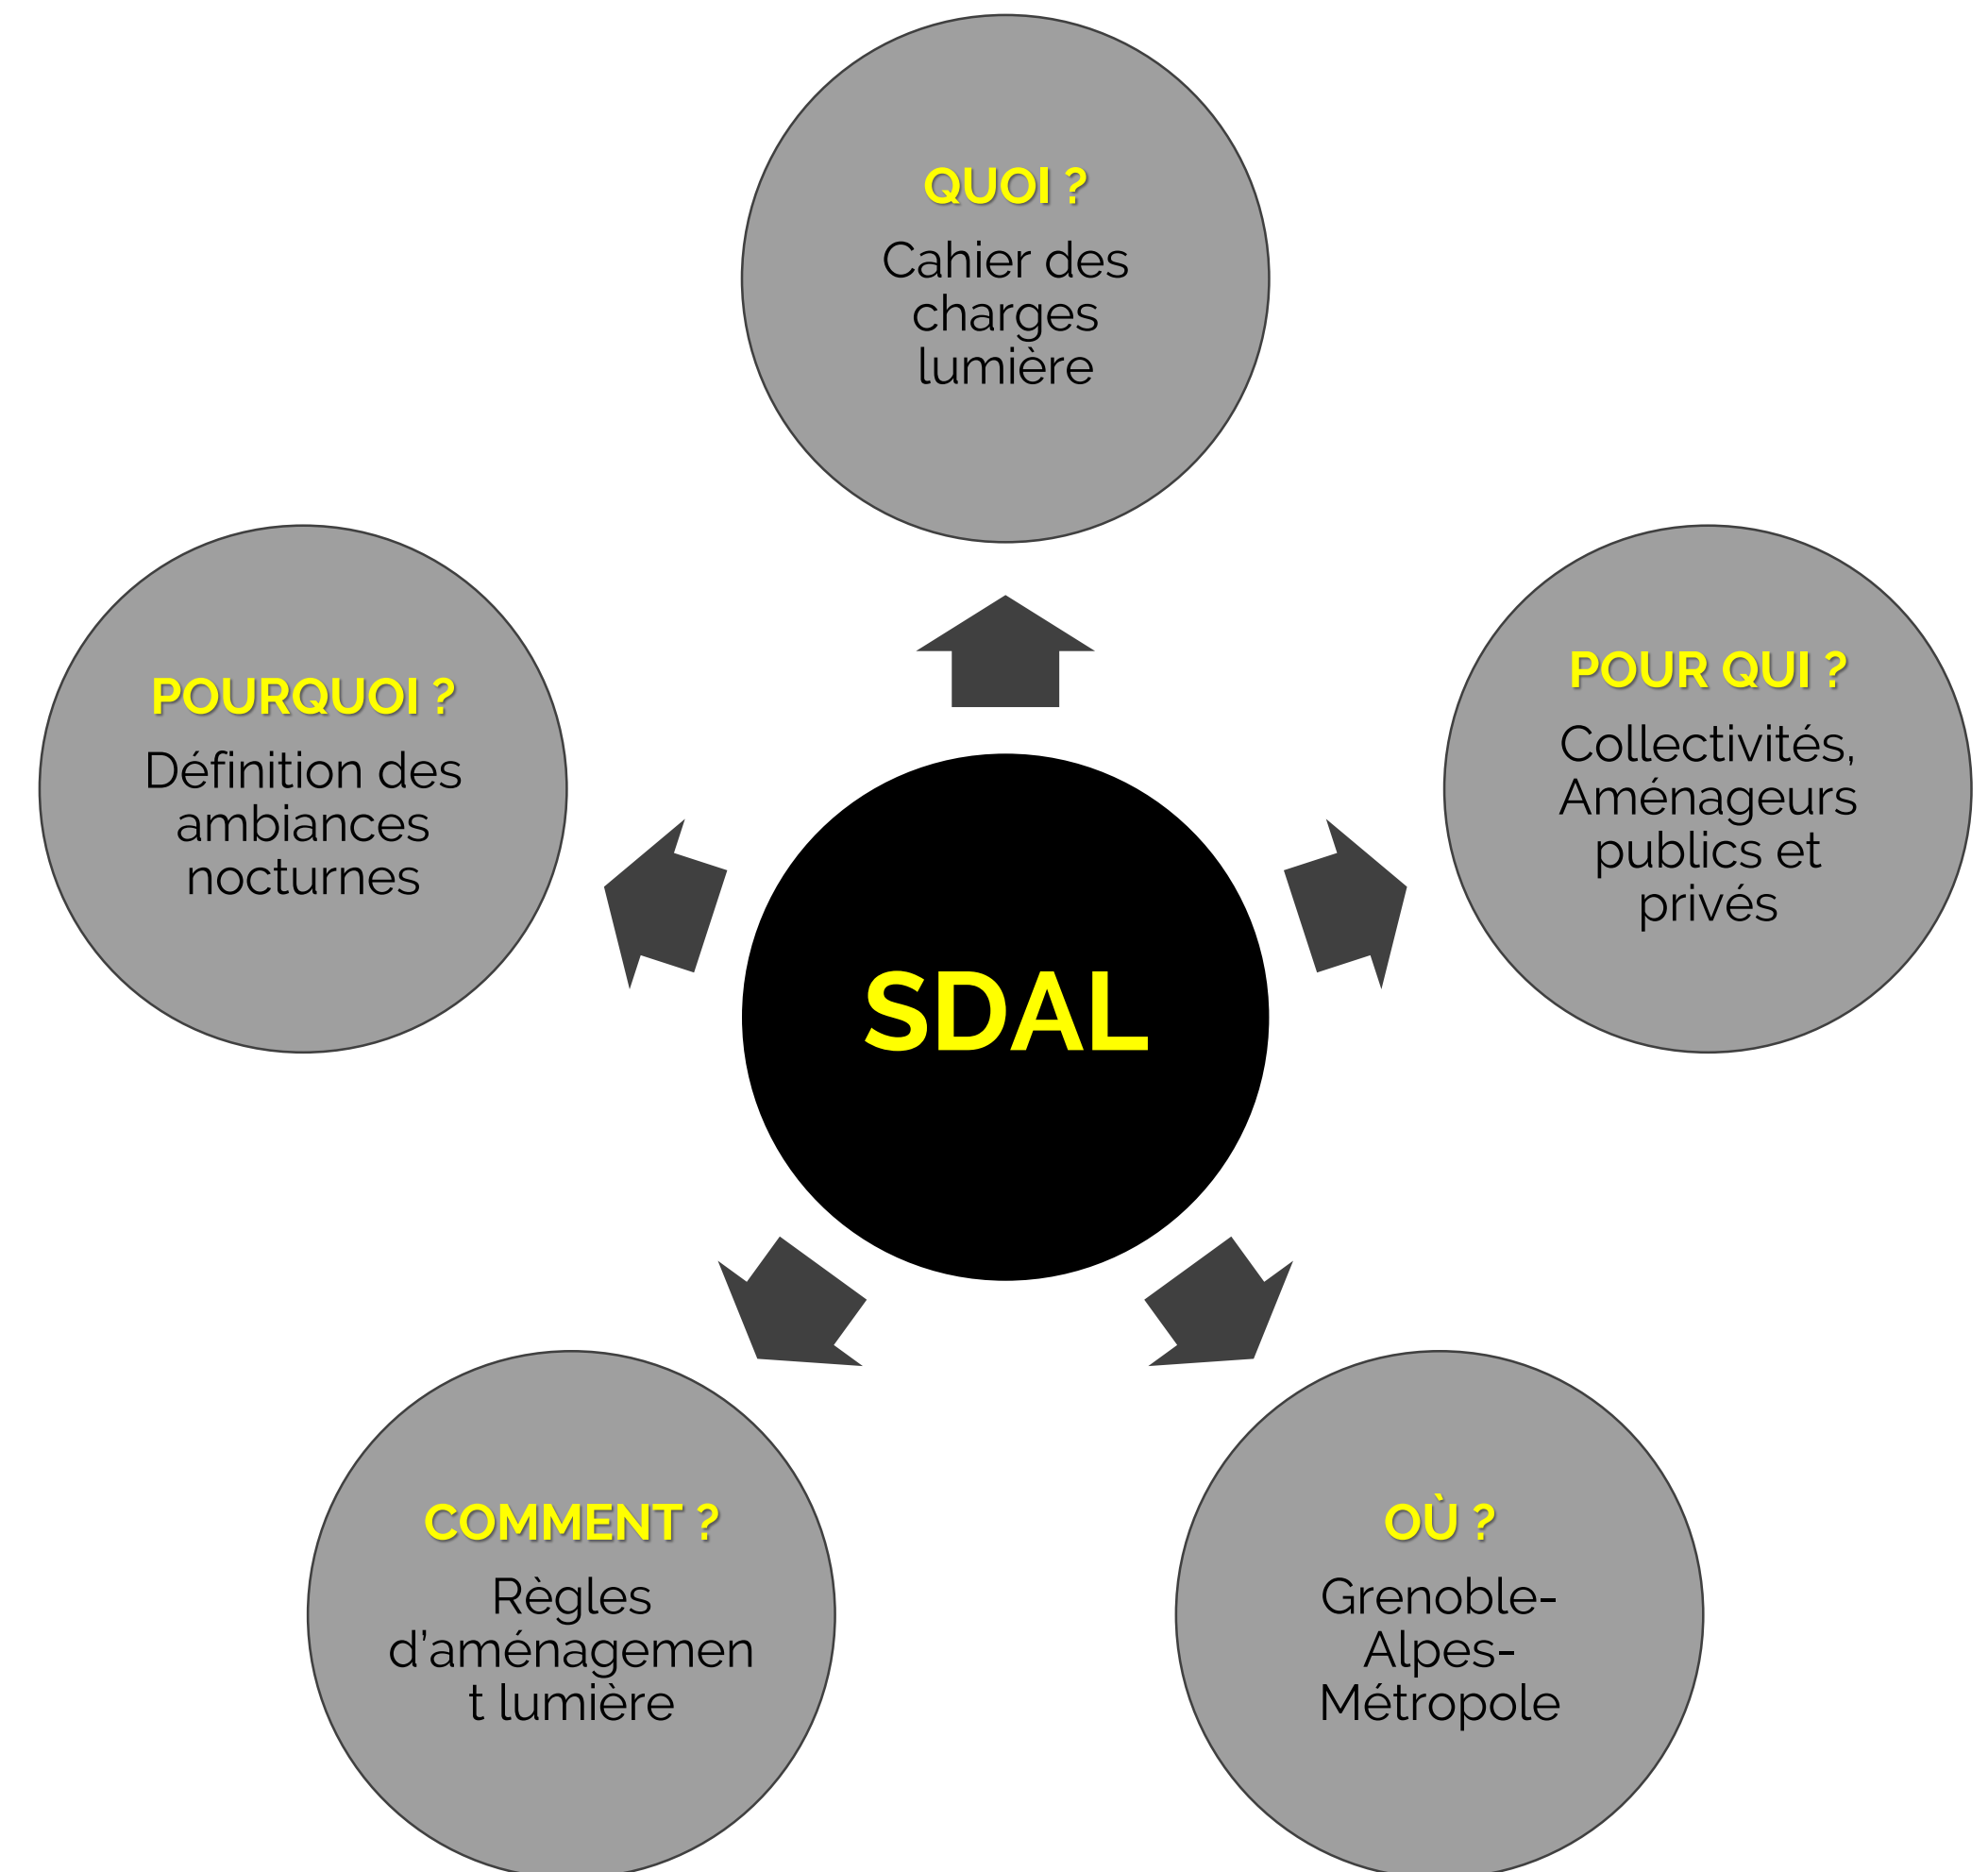 QUOI ?
Cahier des
charges
lumière
POURQUOI ?
Définition des
ambiances
nocturnes
POUR QUI ?
Collectivités,
Aménageurs
publics et
privés
SDAL
COMMENT ?
Règles
d'aménagemen
t lumière
OÙ ?
Grenoble-
Alpes-
Métropole